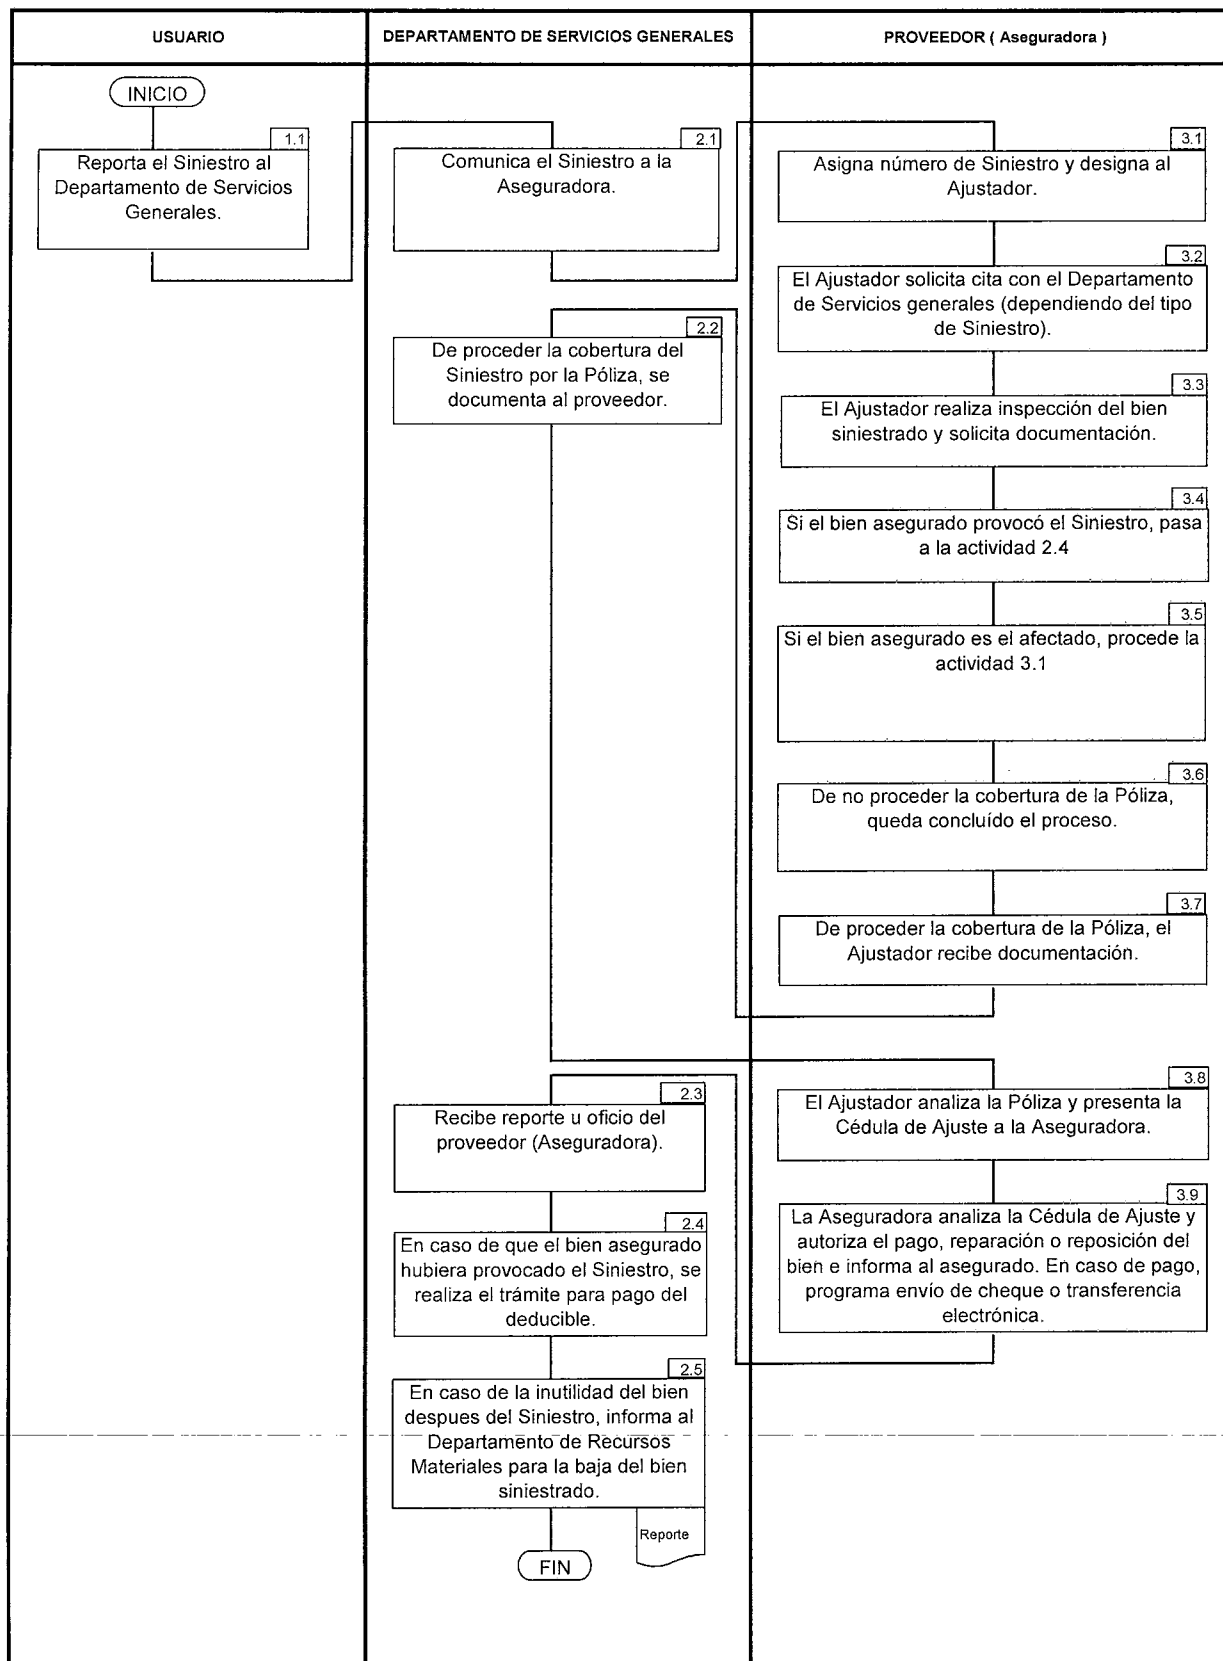 USUARIO
DEPARTAMENTO DE SERVICIOS GENERALES
PROVEEDOR ( Aseguradora )
INICIO
1.1
Reporta el Siniestro al
Departamento de Servicios
Generales.
2.1
Comunica el Siniestro a la
Aseguradora.
3.1
Asigna número de Siniestro y designa al
Ajustador.
3.2
El Ajustador solicita cita con el Departamento
de Servicios generales (dependiendo del tipo
de Siniestro).
2.2
De proceder la cobertura del
Siniestro por la Póliza, se
documenta al proveedor.
3.3
El Ajustador realiza inspección del bien
siniestrado y solicita documentación.
3.4
Si el bien asegurado provocó el Siniestro, pasa
a la actividad 2.4
3.5
Si el bien asegurado es el afectado, procede la
actividad 3.1
3.6
De no proceder la cobertura de la Póliza,
queda concluído el proceso.
3.7
De proceder la cobertura de la Póliza, el
Ajustador recibe documentación.
3.8
El Ajustador analiza la Póliza y presenta la
Cédula de Ajuste a la Aseguradora.
2.3
Recibe reporte u oficio del
proveedor (Aseguradora).
3.9
La Aseguradora analiza la Cédula de Ajuste y
autoriza el pago, reparación o reposición del
bien e informa al asegurado. En caso de pago,
programa envío de cheque o transferencia
electrónica.
2.4
En caso de que el bien asegurado
hubiera provocado el Siniestro, se
realiza el trámite para pago del
deducible.
2.5
En caso de la inutilidad del bien
despues del Siniestro, informa al
Departamento de Recursos
Materiales para la baja del bien
siniestrado.
Reporte
FIN